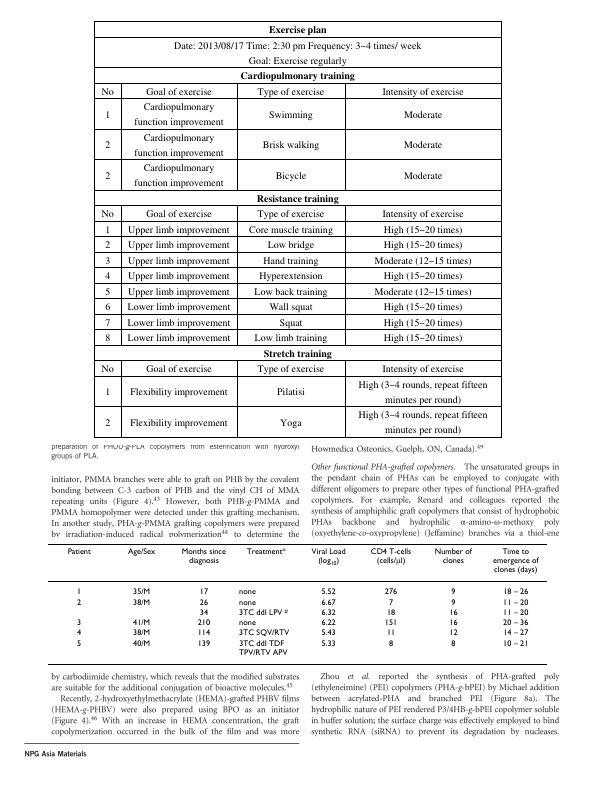 Exercise plan
Date: 2013/08/17 Time: 2:30 pm Frequency: 3~4 times/ week
Goal: Exercise regularly
Cardiopulmonary training
No Goal of exercise Type of exercise Intensity of exercise
1 Cardiopulmonary function improvement Swimming Moderate
2 Cardiopulmonary function improvement Brisk walking Moderate
2 Cardiopulmonary function improvement Bicycle Moderate
Resistance training
No Goal of exercise Type of exercise Intensity of exercise
1 Upper limb improvement Core muscle training High (15~20 times)
2 Upper limb improvement Low bridge High (15~20 times)
3 Upper limb improvement Hand training Moderate (12~15 times)
4 Upper limb improvement Hyperextension High (15~20 times)
5 Upper limb improvement Low back training Moderate (12~15 times)
6 Lower limb improvement Wall squat High (15~20 times)
7 Lower limb improvement Squat High (15~20 times)
8 Lower limb improvement Low limb training High (15~20 times)
Stretch training
No Goal of exercise Type of exercise Intensity of exercise
1 Flexibility improvement Pilatisi High (3~4 rounds, repeat fifteen minutes per round)
2 Flexibility improvement Yoga High (3~4 rounds, repeat fifteen minutes per round)
preparation of PHOU-g-PLA copolymers from esterification with hydroxyl
groups of PLA.
initiator, PMMA branches were able to graft on PHB by the covalent
bonding between C-3 carbon of PHB and the vinyl CH of MMA
repeating units (Figure 4).43 However, both PHB-g-PMMA and
PMMA homopolymer were detected under this grafting mechanism.
In another study, PHA-g-PMMA grafting copolymers were prepared
by irradiation-induced radical polymerization44 to determine the
Howmedica Osteonics, Guelph, ON, Canada).49
Other functional PHA-grafted copolymers. The unsaturated groups in
the pendant chain of PHAs can be employed to conjugate with
different oligomers to prepare other types of functional PHA-grafted
copolymers. For example, Renard and colleagues reported the
synthesis of amphiphilic graft copolymers that consist of hydrophobic
PHAs backbone and hydrophilic α-amino-ω-methoxy poly
(oxyethylene-co-oxypropylene) (Jeffamine) branches via a thiol-ene
Patient Age/Sex Months since diagnosis Treatment* Viral Load (log10) CD4 T-cells (cells/µl) Number of clones Time to emergence of clones (days)
1 35/M 17 none 5.52 276 9 18 – 26
2 38/M 26 none 6.67 7 9 11 – 20
34 3TC ddI LPV # 6.32 18 16 11 – 20
3 41/M 210 none 6.22 151 16 20 – 36
4 38/M 114 3TC SQV/RTV 5.43 11 12 14 – 27
5 40/M 139 3TC ddI TDF TPV/RTV APV 5.33 8 8 10 – 21
by carbodiimide chemistry, which reveals that the modified substrates
are suitable for the additional conjugation of bioactive molecules.45
Recently, 2-hydroxyethylmethacrylate (HEMA)-grafted PHBV films
(HEMA-g-PHBV) were also prepared using BPO as an initiator
(Figure 4).46 With an increase in HEMA concentration, the graft
copolymerization occurred in the bulk of the film and was more
Zhou et al. reported the synthesis of PHA-grafted poly
(ethyleneimine) (PEI) copolymers (PHA-g-bPEI) by Michael addition
between acrylated-PHA and branched PEI (Figure 8a). The
hydrophilic nature of PEI rendered P3/4HB-g-bPEI copolymer soluble
in buffer solution; the surface charge was effectively employed to bind
synthetic RNA (siRNA) to prevent its degradation by nucleases.
NPG Asia Materials